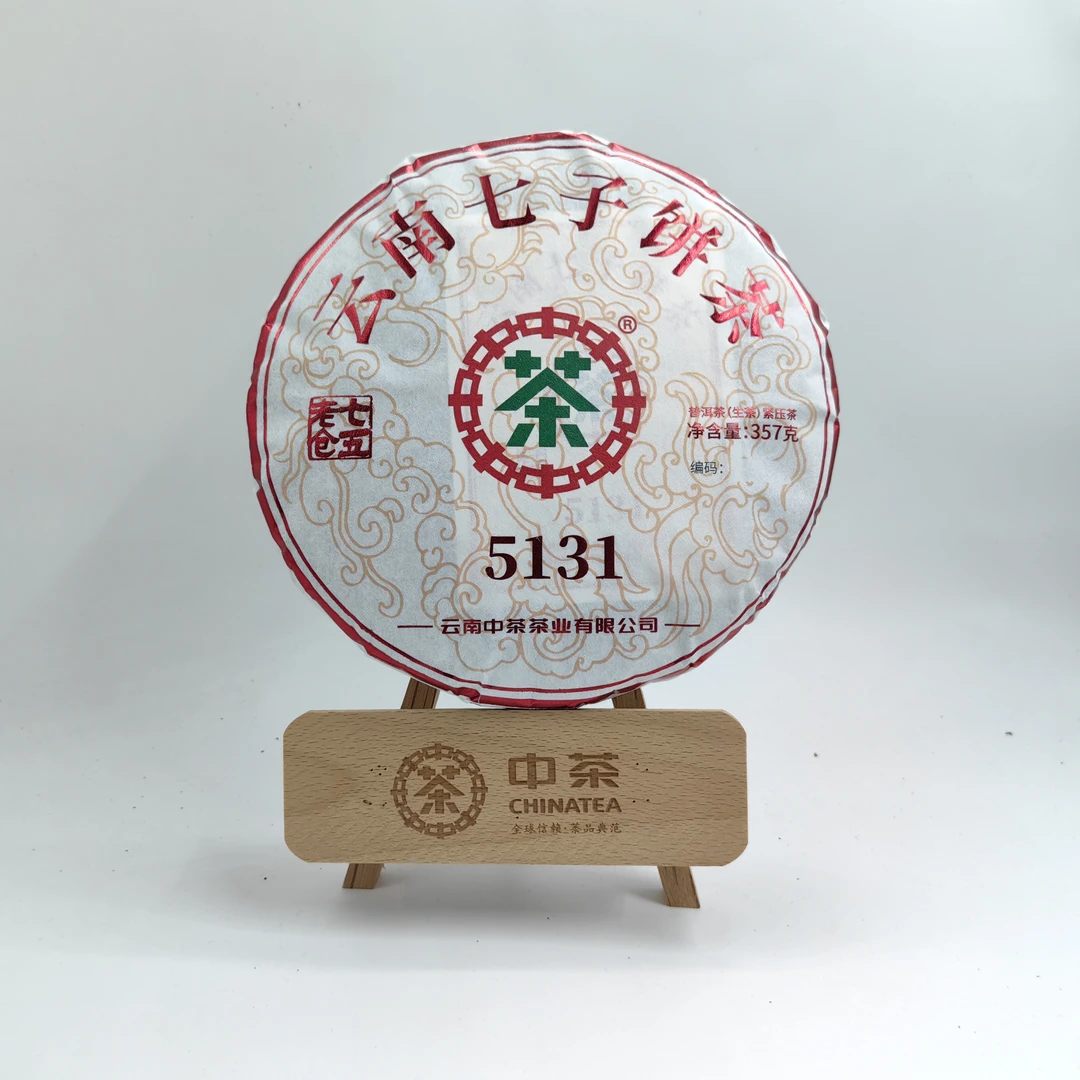 云南七子饼茶
茶
®
七五
老仓
普洱茶(生茶)紧压茶
净含量:357克
编码:
5131
云南中茶茶业有限公司
茶
中茶
CHINATEA
全球信赖·茶品典范